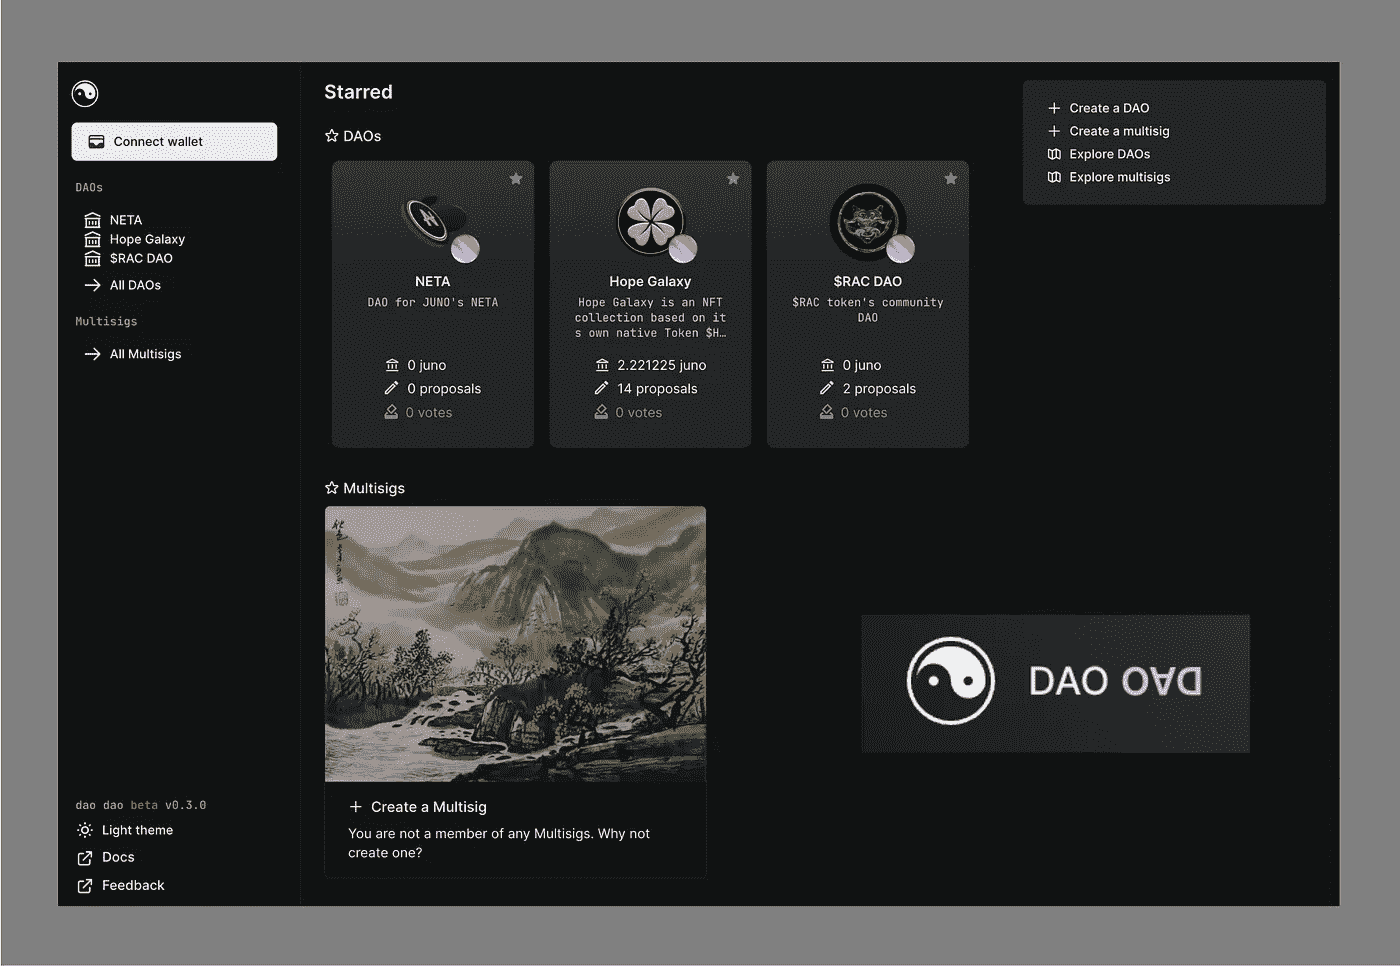 Connect wallet
DAOs
NETA
Hope Galaxy
$RAC DAO
All DAOs
Multisigs
All Multisigs
dao dao beta v0.3.0
Light theme
Docs
Feedback
Starred
DAOs
NETA
DAO for JUNO's NETA
0 juno
0 proposals
0 votes
Hope Galaxy
Hope Galaxy is an NFT
collection based on it
s own native Token $H…
2.221225 juno
14 proposals
0 votes
$RAC DAO
$RAC token's community
DAO
0 juno
2 proposals
0 votes
Multisigs
Create a Multisig
You are not a member of any Multisigs. Why not
create one?
Create a DAO
Create a multisig
Explore DAOs
Explore multisigs
DAO DAO